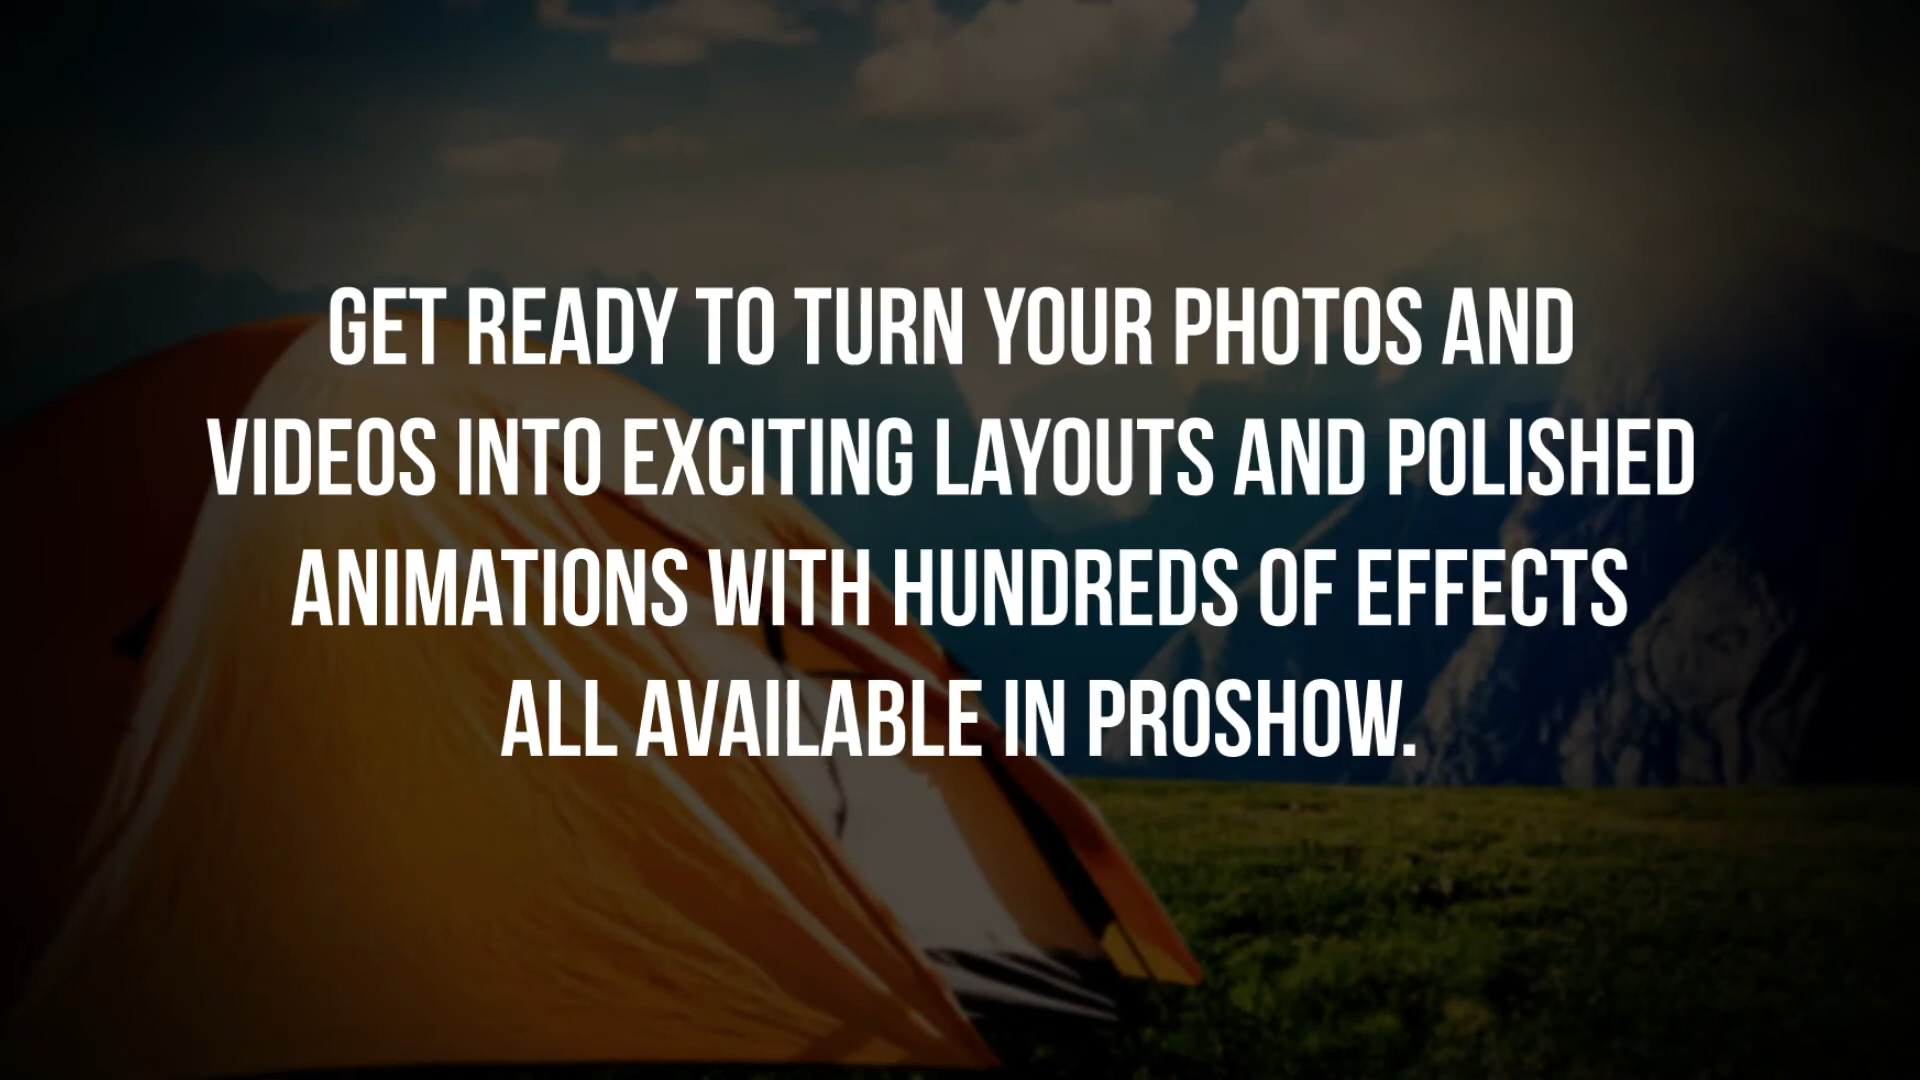 GET READY TO TURN YOUR PHOTOS AND
VIDEOS INTO EXCITING LAYOUTS AND POLISHED
ANIMATIONS WITH HUNDREDS OF EFFECTS
ALL AVAILABLE IN PROSHOW.